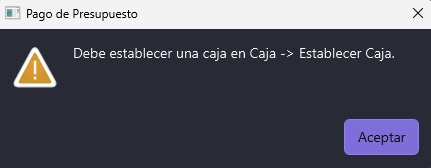 Pago de Presupuesto
Debe establecer una caja en Caja -> Establecer Caja.
Aceptar